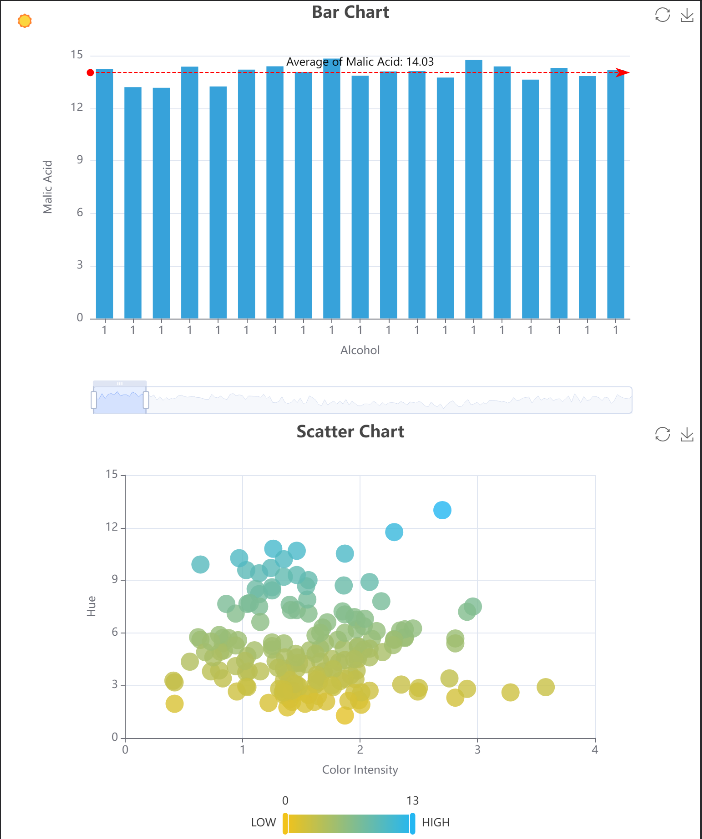 Bar Chart
15
Average of Malic Acid: 14.03
12
9
6
3
0
Malic Acid
1 1 1 1 1 1 1 1 1 1 1 1 1 1 1 1 1 1 1
Alcohol
Scatter Chart
15
12
9
6
3
0
Hue
0 1 2 3 4
Color Intensity
0 13
LOW HIGH